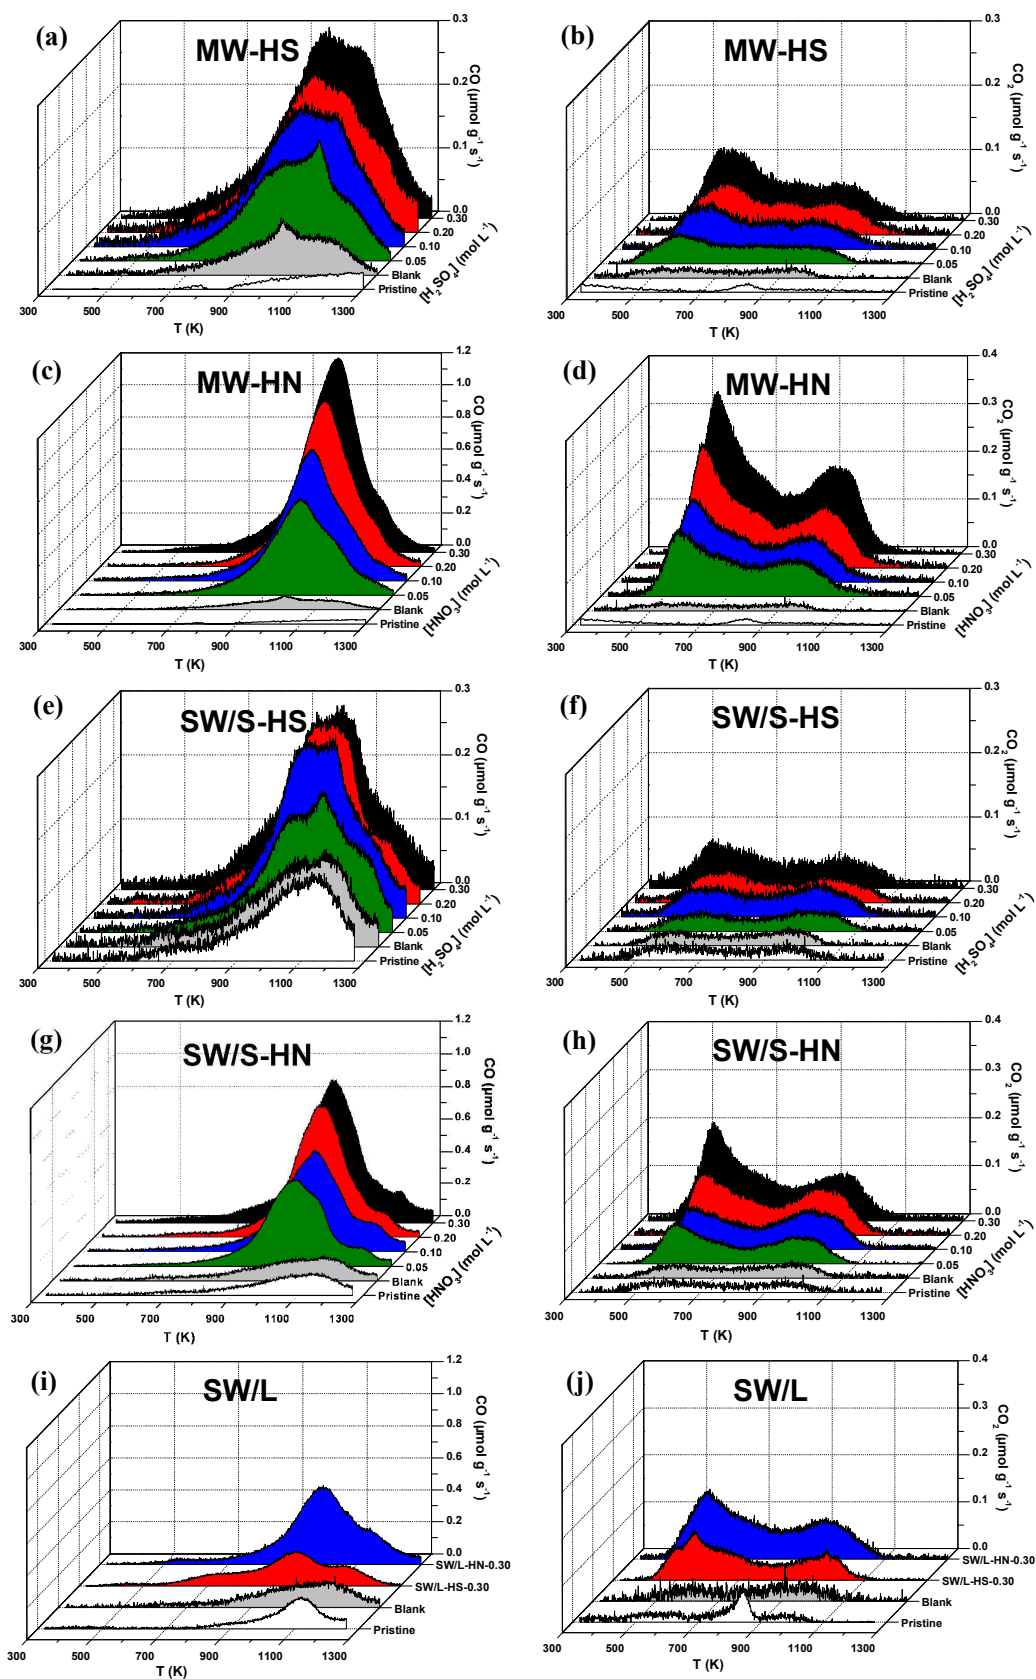 (a)
MW-HS
0.3
0.2
0.1
0.0
CO (µmol g⁻¹ s⁻¹)
0.30
0.20
0.10
0.05
Blank
Pristine
[H₂SO₄] (mol L⁻¹)
300
500
700
900
1100
1300
T (K)
(b)
MW-HS
0.3
0.2
0.1
0.0
CO₂ (µmol g⁻¹ s⁻¹)
0.30
0.20
0.10
0.05
Blank
Pristine
[H₂SO₄] (mol L⁻¹)
300
500
700
900
1100
1300
T (K)
(c)
MW-HN
1.2
1.0
0.8
0.6
0.4
0.2
0.0
CO (µmol g⁻¹ s⁻¹)
0.30
0.20
0.10
0.05
Blank
Pristine
[HNO₃] (mol L⁻¹)
300
500
700
900
1100
1300
T (K)
(d)
MW-HN
0.4
0.3
0.2
0.1
0.0
CO₂ (µmol g⁻¹ s⁻¹)
0.30
0.20
0.10
0.05
Blank
Pristine
[HNO₃] (mol L⁻¹)
300
500
700
900
1100
1300
T (K)
(e)
SW/S-HS
0.3
0.2
0.1
0.0
CO (µmol g⁻¹ s⁻¹)
0.30
0.20
0.10
0.05
Blank
Pristine
[H₂SO₄] (mol L⁻¹)
300
500
700
900
1100
1300
T (K)
(f)
SW/S-HS
0.3
0.2
0.1
0.0
CO₂ (µmol g⁻¹ s⁻¹)
0.30
0.20
0.10
0.05
Blank
Pristine
[H₂SO₄] (mol L⁻¹)
300
500
700
900
1100
1300
T (K)
(g)
SW/S-HN
1.2
1.0
0.8
0.6
0.4
0.2
0.0
CO (µmol g⁻¹ s⁻¹)
0.30
0.20
0.10
0.05
Blank
Pristine
[HNO₃] (mol L⁻¹)
300
500
700
900
1100
1300
T (K)
(h)
SW/S-HN
0.4
0.3
0.2
0.1
0.0
CO₂ (µmol g⁻¹ s⁻¹)
0.30
0.20
0.10
0.05
Blank
Pristine
[HNO₃] (mol L⁻¹)
300
500
700
900
1100
1300
T (K)
(i)
SW/L
1.2
1.0
0.8
0.6
0.4
0.2
0.0
CO (µmol g⁻¹ s⁻¹)
SW/L-HN-0.30
SW/L-HS-0.30
Blank
Pristine
300
500
700
900
1100
1300
T (K)
(j)
SW/L
0.4
0.3
0.2
0.1
0.0
CO₂ (µmol g⁻¹ s⁻¹)
SW/L-HN-0.30
SW/L-HS-0.30
Blank
Pristine
300
500
700
900
1100
1300
T (K)